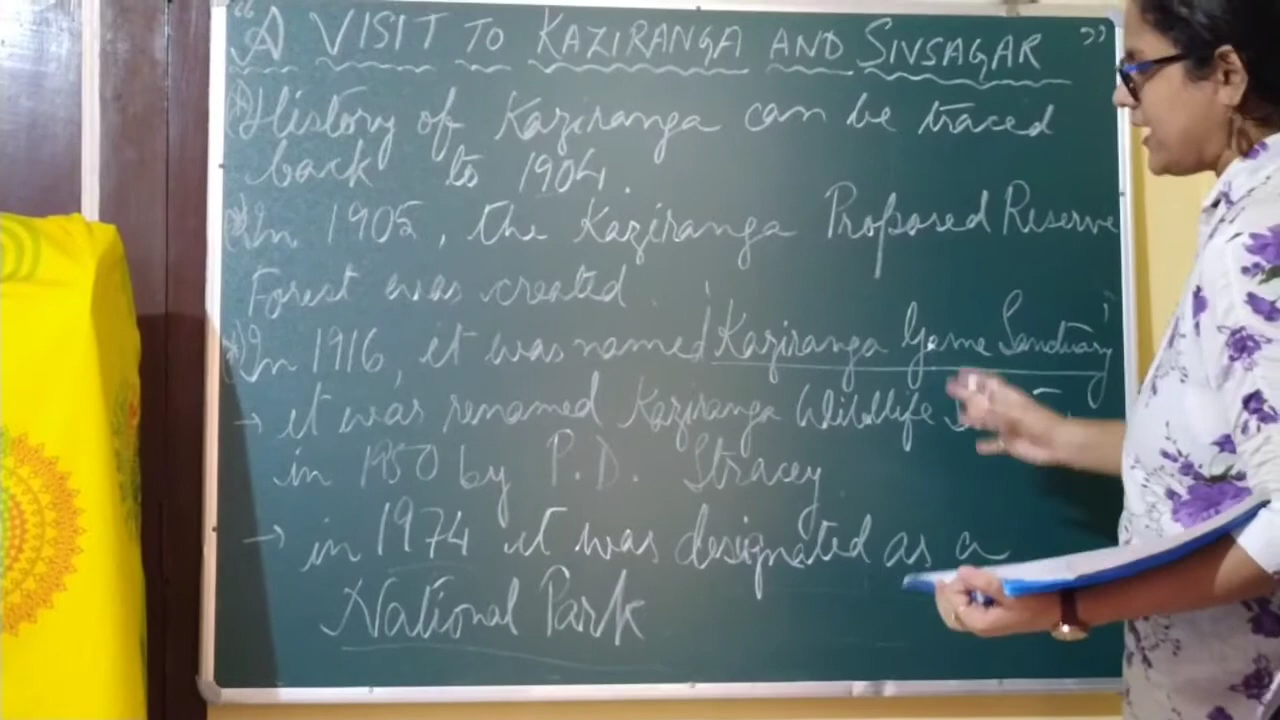 "A VISIT TO KAZIRANGA AND SIVSAGAR"
History of Kaziranga can be traced
back to 1904.
In 1905, the Kaziranga Proposed Reserve
Forest was created.
In 1916, it was named 'Kaziranga Game Sanctuary'
→ it was renamed Kaziranga Wildlife
in 1950 by P.D. Stracey
→ in 1974 it was designated as a
National Park